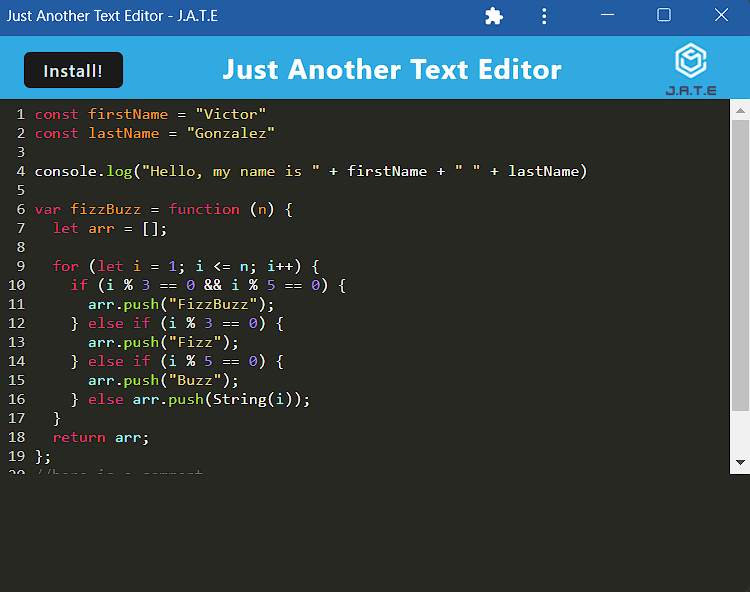 Just Another Text Editor - J.A.T.E
Install!
Just Another Text Editor
J.A.T.E
1 const firstName = "Victor"
2 const lastName = "Gonzalez"
3
4 console.log("Hello, my name is " + firstName + " " + lastName)
5
6 var fizzBuzz = function (n) {
7   let arr = [];
8
9   for (let i = 1; i <= n; i++) {
10     if (i % 3 == 0 && i % 5 == 0) {
11       arr.push("FizzBuzz");
12     } else if (i % 3 == 0) {
13       arr.push("Fizz");
14     } else if (i % 5 == 0) {
15       arr.push("Buzz");
16     } else arr.push(String(i));
17   }
18   return arr;
19 };
20 //here is a comment